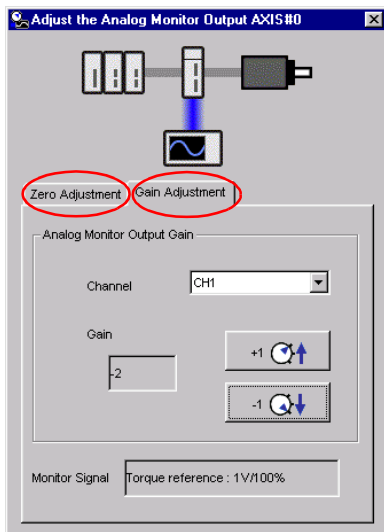 Adjust the Analog Monitor Output AXIS#0
Zero Adjustment Gain Adjustment
Analog Monitor Output Gain
Channel CH1
Gain
-2
+1
-1
Monitor Signal Torque reference : 1V/100%